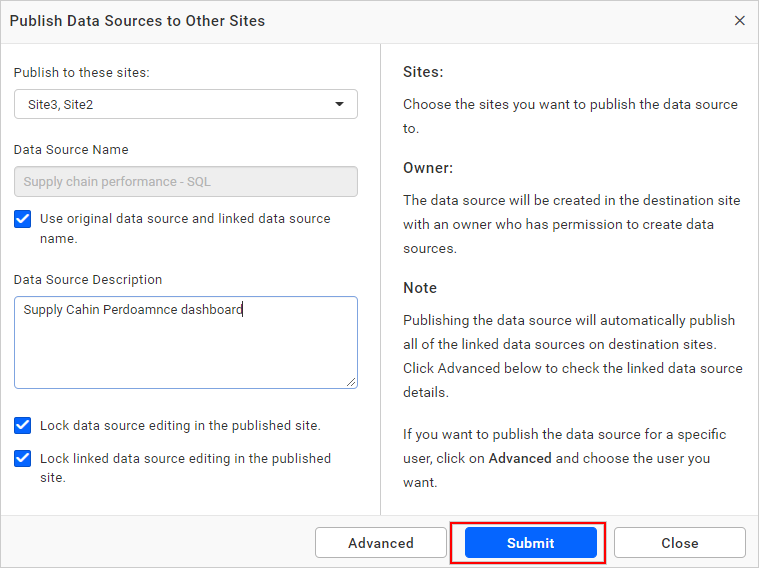 Publish Data Sources to Other Sites
Publish to these sites:
Site3, Site2
Data Source Name
Supply chain performance - SQL
Use original data source and linked data source
name.
Data Source Description
Supply Cahin Perdoamnce dashboard
Lock data source editing in the published site.
Lock linked data source editing in the published
site.
Sites:
Choose the sites you want to publish the data source
to.
Owner:
The data source will be created in the destination site
with an owner who has permission to create data
sources.
Note
Publishing the data source will automatically publish
all of the linked data sources on destination sites.
Click Advanced below to check the linked data source
details.
If you want to publish the data source for a specific
user, click on Advanced and choose the user you
want.
Advanced
Submit
Close